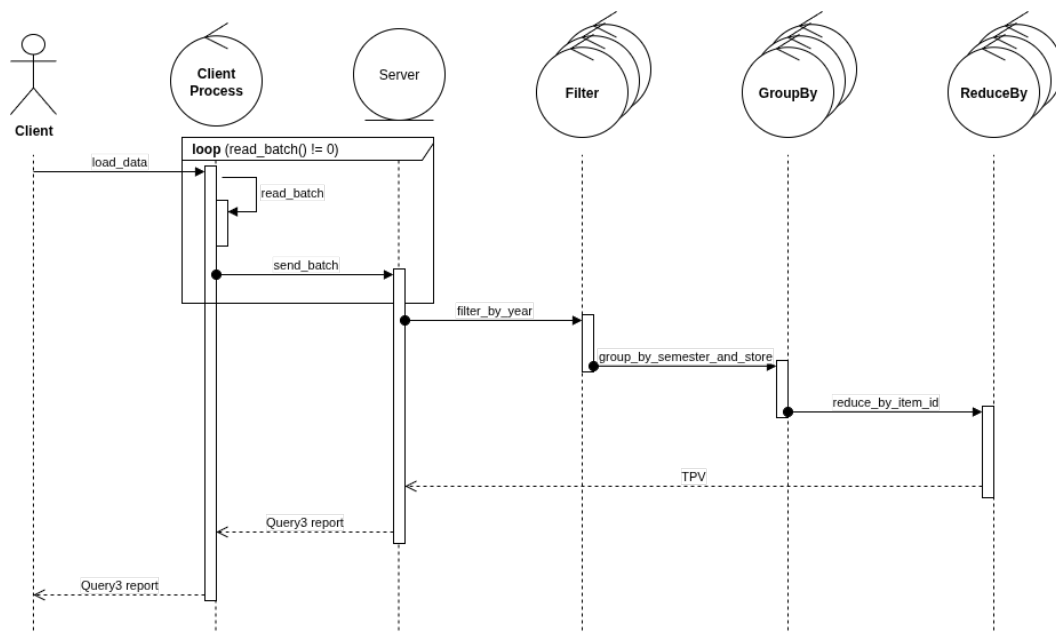 Client
Client
Process
Server
Filter
GroupBy
ReduceBy
loop (read_batch() != 0)
load_data
read_batch
send_batch
filter_by_year
group_by_semester_and_store
reduce_by_item_id
TPV
Query3 report
Query3 report